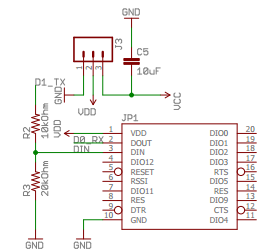 GND
J3
1 2 3
C5
10uF
GND
D1_TX
VDD
VCC
R2
10kOhm
VDD
D0_RX
DIN
JP1
1 VDD DIO0 20
2 DOUT DIO1 19
3 DIN DIO2 18
4 DIO12 DIO3 17
5 RESET RTS 16
6 RSSI DIO5 15
7 DIO11 RES 14
8 RES DIO9 13
9 DTR CTS 12
10 GND DIO4 11
R3
20kOhm
GND
GND